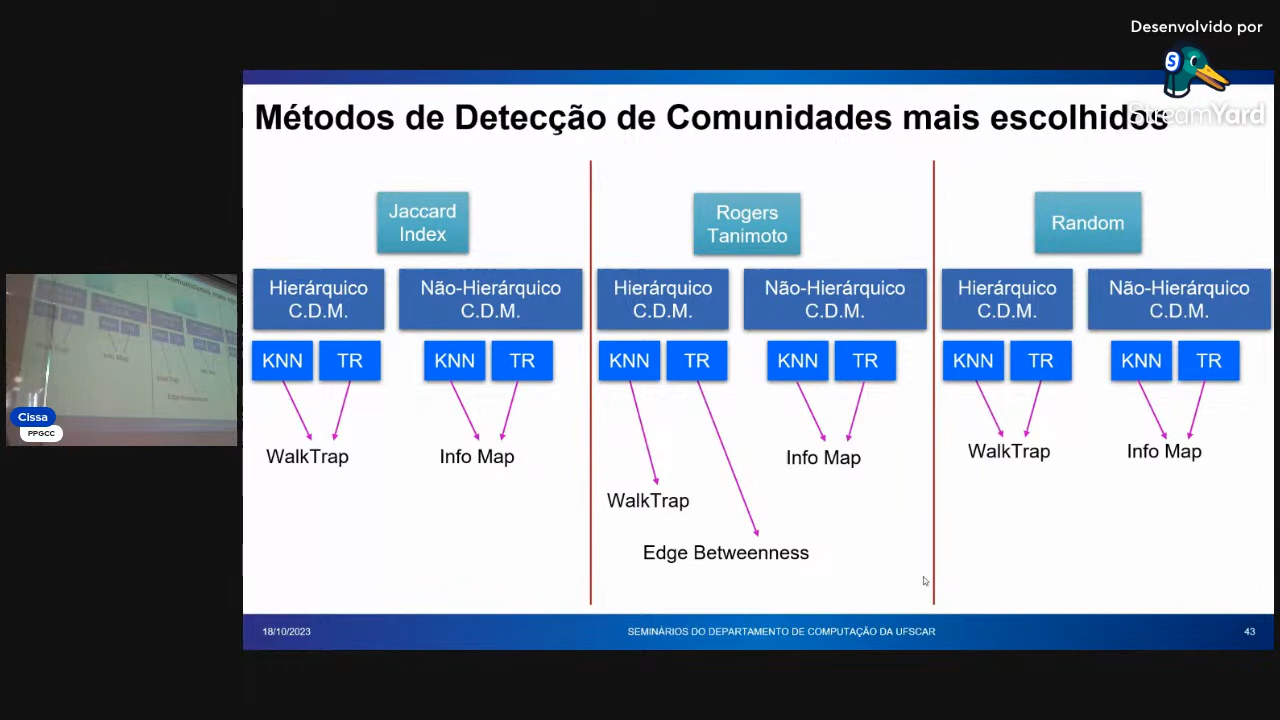 Desenvolvido por
S
StreamYard
Métodos de Detecção de Comunidades mais escolhidos
Jaccard
Index
Hierárquico
C.D.M.
Não-Hierárquico
C.D.M.
KNN
TR
KNN
TR
WalkTrap
Info Map
Rogers
Tanimoto
Hierárquico
C.D.M.
Não-Hierárquico
C.D.M.
KNN
TR
KNN
TR
Info Map
WalkTrap
Edge Betweenness
Random
Hierárquico
C.D.M.
Não-Hierárquico
C.D.M.
KNN
TR
KNN
TR
WalkTrap
Info Map
Cissa
PPGCC
18/10/2023
SEMINÁRIOS DO DEPARTAMENTO DE COMPUTAÇÃO DA UFSCAR
43